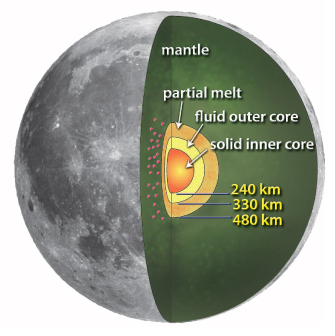 mantle
partial melt
fluid outer core
solid inner core
240 km
330 km
480 km